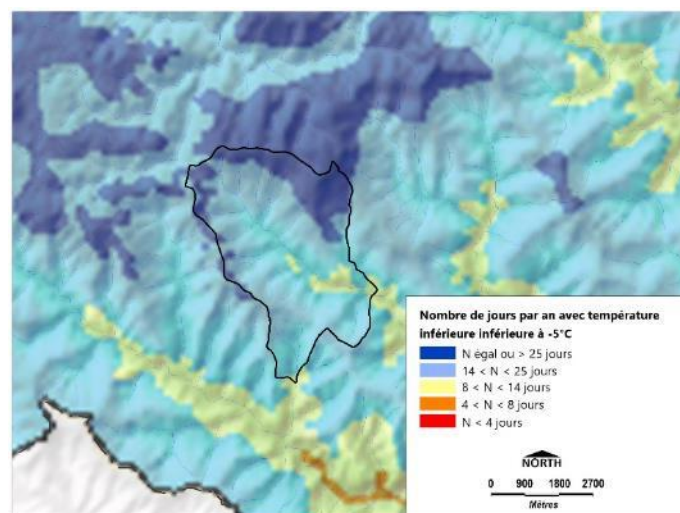 Nombre de jours par an avec température
inférieure inférieure à -5°C
N égal ou > 25 jours
14 < N < 25 jours
8 < N < 14 jours
4 < N < 8 jours
N < 4 jours
NORTH
0 900 1800 2700
Mètres